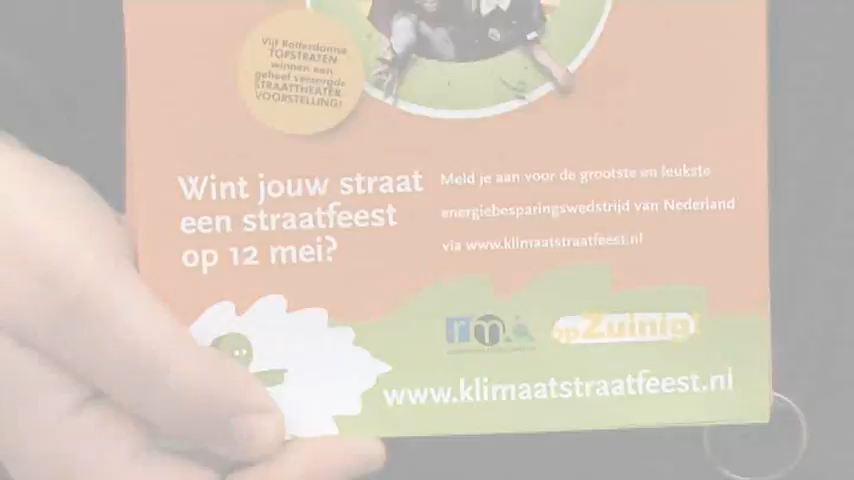 Vijf Rotterdamse
TOPSTRATEN
winnen een
geheel verzorgde
STRAATTHEATER-
VOORSTELLING!
Wint jouw straat
een straatfeest
op 12 mei?
Meld je aan voor de grootste en leukste
energiebesparingswedstrijd van Nederland
via www.klimaatstraatfeest.nl
rm
opZuinig!
www.klimaatstraatfeest.nl